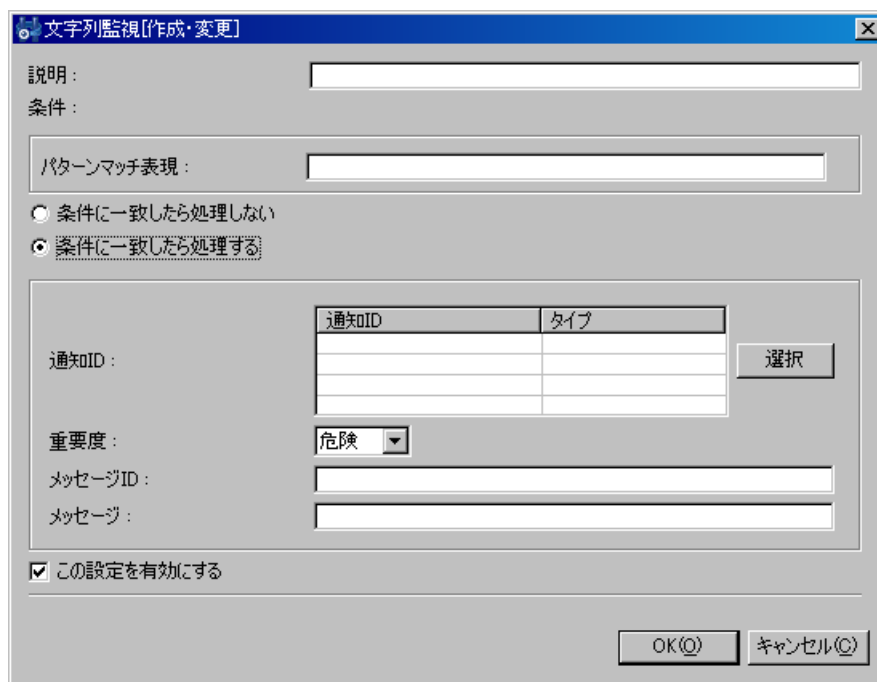 文字列監視[作成・変更]
説明：
条件：
パターンマッチ表現：
条件に一致したら処理しない
条件に一致したら処理する
通知ID タイプ
通知ID： 選択
重要度： 危険
メッセージID：
メッセージ：
この設定を有効にする
OK(O) キャンセル(C)